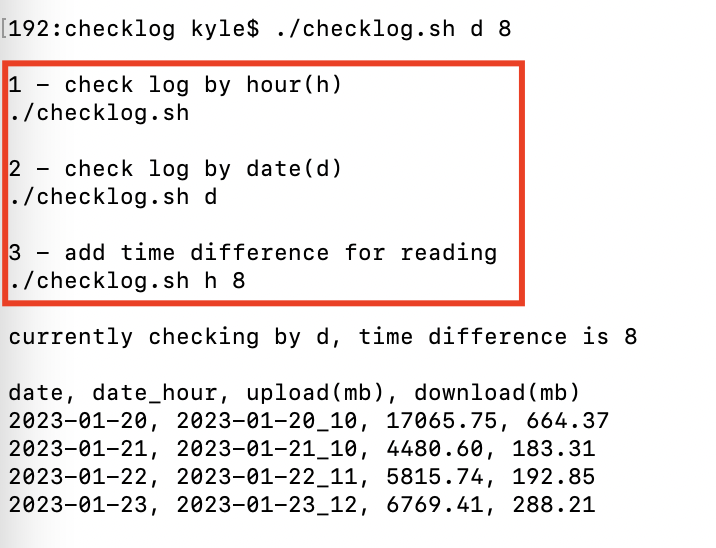 [192:checklog kyle$ ./checklog.sh d 8
1 – check log by hour(h)
./checklog.sh
2 – check log by date(d)
./checklog.sh d
3 – add time difference for reading
./checklog.sh h 8
currently checking by d, time difference is 8
date, date_hour, upload(mb), download(mb)
2023-01-20, 2023-01-20_10, 17065.75, 664.37
2023-01-21, 2023-01-21_10, 4480.60, 183.31
2023-01-22, 2023-01-22_11, 5815.74, 192.85
2023-01-23, 2023-01-23_12, 6769.41, 288.21